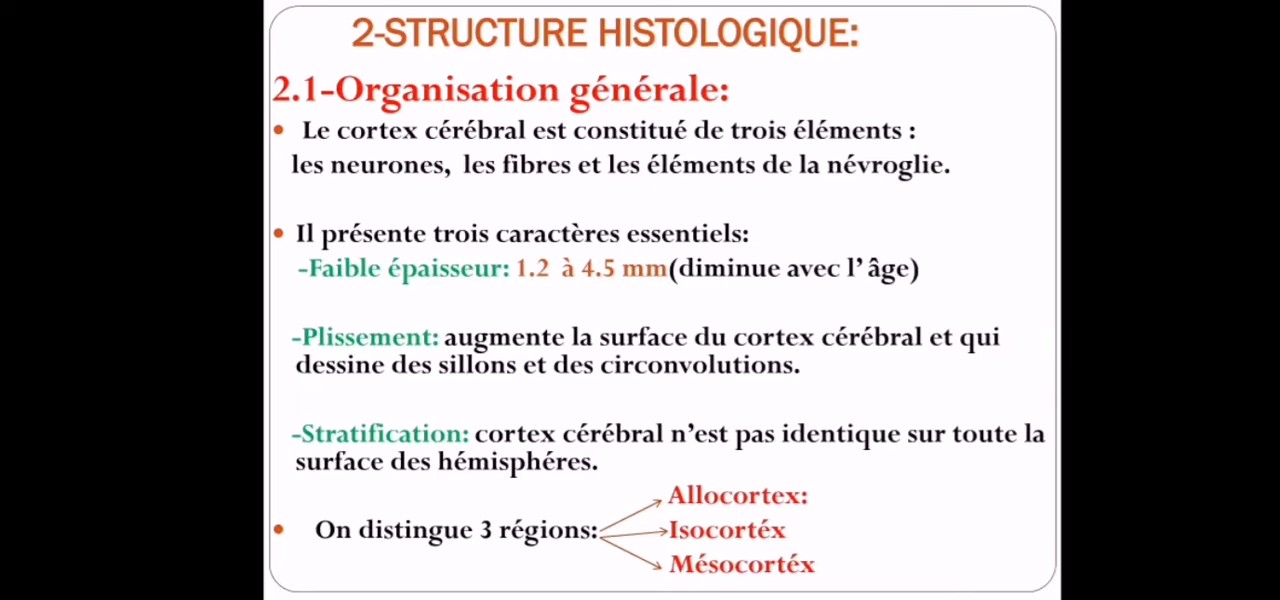 2-STRUCTURE HISTOLOGIQUE:
2.1-Organisation générale:
• Le cortex cérébral est constitué de trois éléments :
les neurones, les fibres et les éléments de la névroglie.
• Il présente trois caractères essentiels:
-Faible épaisseur: 1.2 à 4.5 mm(diminue avec l' âge)
-Plissement: augmente la surface du cortex cérébral et qui
dessine des sillons et des circonvolutions.
-Stratification: cortex cérébral n'est pas identique sur toute la
surface des hémisphéres.
Allocortex:
• On distingue 3 régions: Isocortéx
Mésocortéx